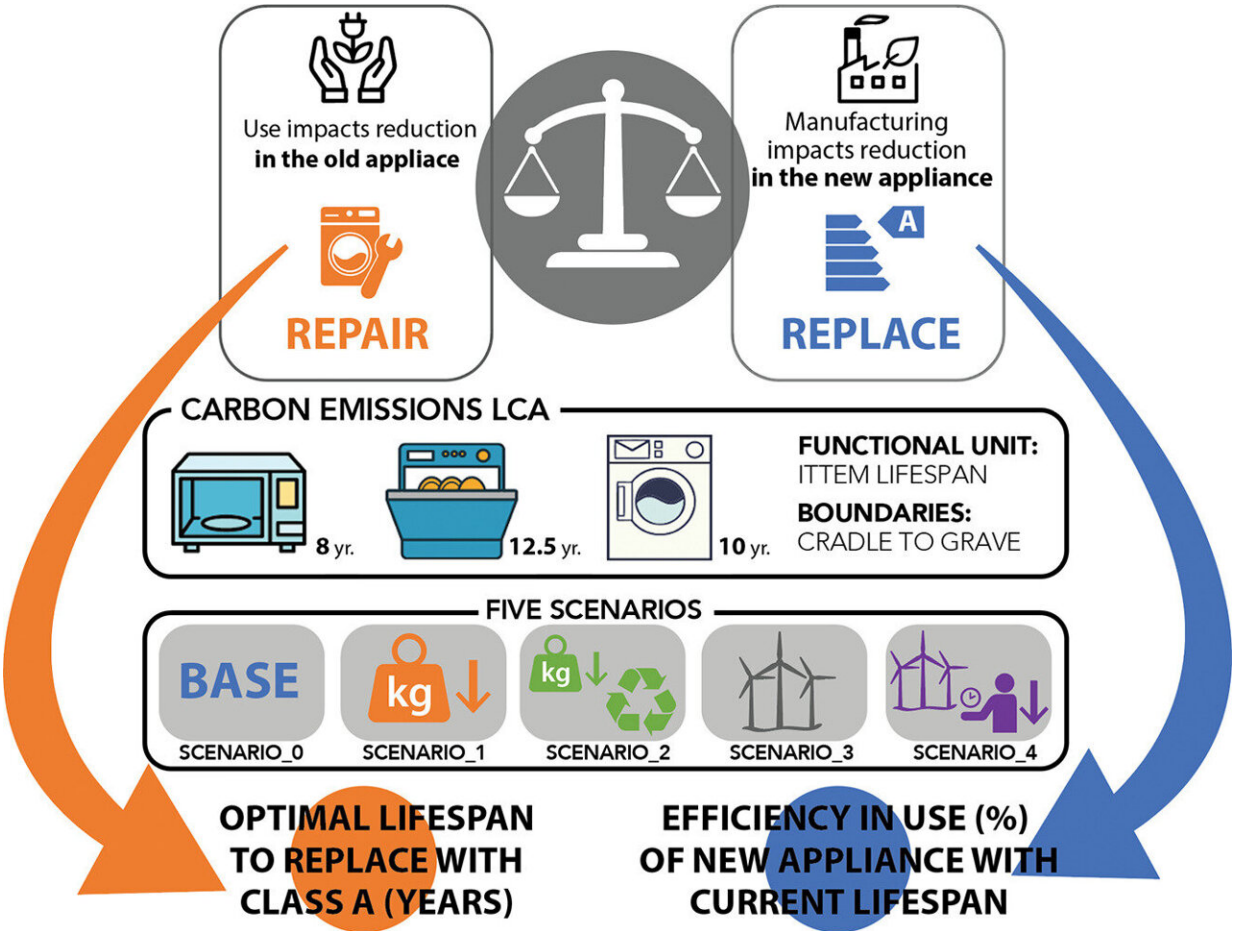 Use impacts reduction
in the old appliace
REPAIR
Manufacturing
impacts reduction
in the new appliance
A
REPLACE
CARBON EMISSIONS LCA
8 yr.
12.5 yr.
10 yr.
FUNCTIONAL UNIT:
ITTEM LIFESPAN
BOUNDARIES:
CRADLE TO GRAVE
FIVE SCENARIOS
BASE
kg
kg
SCENARIO_0
SCENARIO_1
SCENARIO_2
SCENARIO_3
SCENARIO_4
OPTIMAL LIFESPAN
TO REPLACE WITH
CLASS A (YEARS)
EFFICIENCY IN USE (%)
OF NEW APPLIANCE WITH
CURRENT LIFESPAN